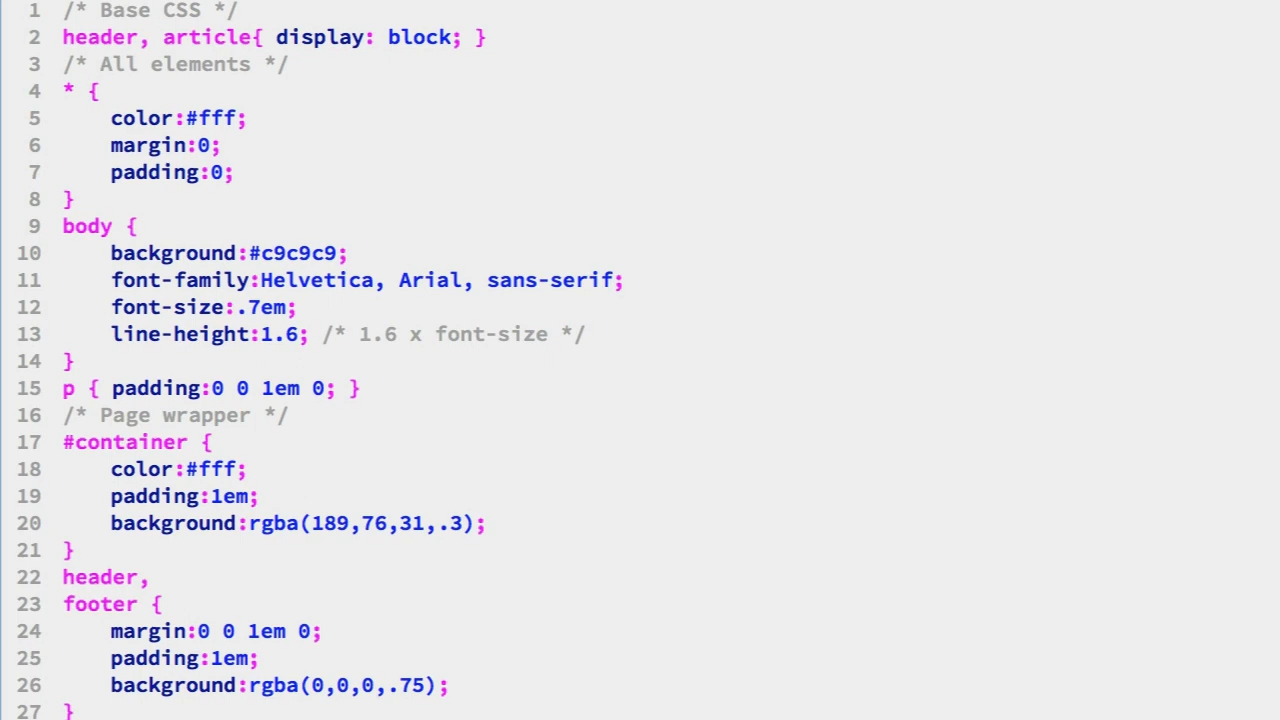 1 /* Base CSS */
2 header, article{ display: block; }
3 /* All elements */
4 * {
5     color:#fff;
6     margin:0;
7     padding:0;
8 }
9 body {
10     background:#c9c9c9;
11     font-family:Helvetica, Arial, sans-serif;
12     font-size:.7em;
13     line-height:1.6; /* 1.6 x font-size */
14 }
15 p { padding:0 0 1em 0; }
16 /* Page wrapper */
17 #container {
18     color:#fff;
19     padding:1em;
20     background:rgba(189,76,31,.3);
21 }
22 header,
23 footer {
24     margin:0 0 1em 0;
25     padding:1em;
26     background:rgba(0,0,0,.75);
27 }